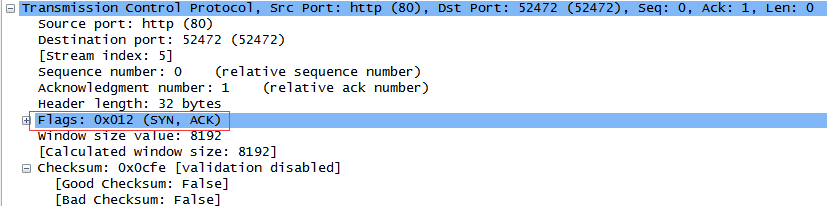 Transmission Control Protocol, Src Port: http (80), Dst Port: 52472 (52472), Seq: 0, Ack: 1, Len: 0
Source port: http (80)
Destination port: 52472 (52472)
[Stream index: 5]
Sequence number: 0    (relative sequence number)
Acknowledgment number: 1    (relative ack number)
Header length: 32 bytes
Flags: 0x012 (SYN, ACK)
Window size value: 8192
[Calculated window size: 8192]
Checksum: 0x0cfe [validation disabled]
[Good Checksum: False]
[Bad Checksum: False]